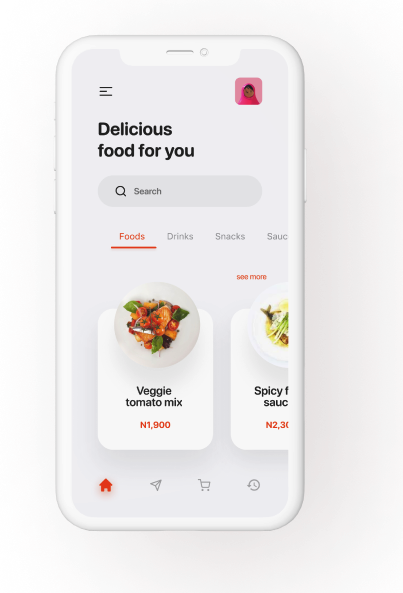 Delicious
food for you
Search
Foods Drinks Snacks Sauc
see more
Veggie
tomato mix
N1,900
Spicy f
sauc
N2,30